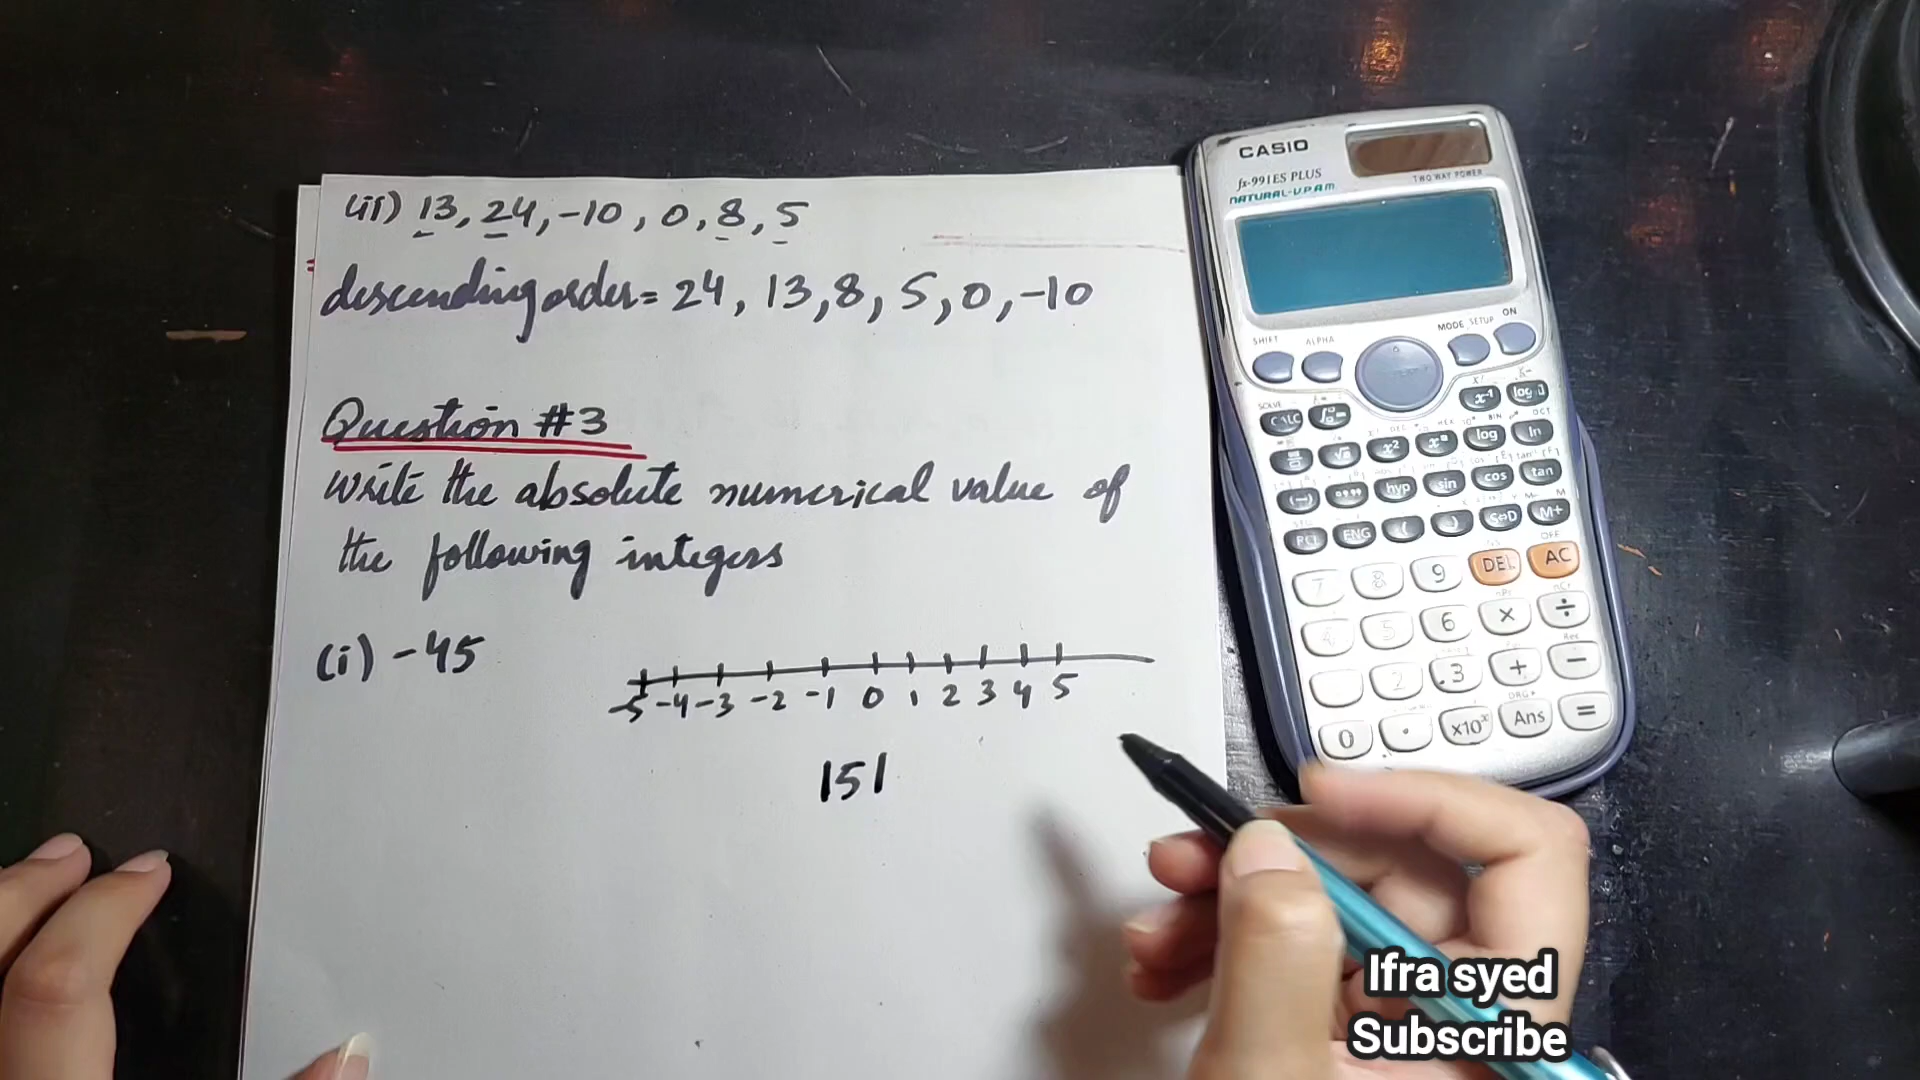 (ii) 13, 24, -10, 0, 8, 5
descending order = 24, 13, 8, 5, 0, -10
Question #3
write the absolute numerical value of
the following integers
(i) -45
-5 -4 -3 -2 -1 0 1 2 3 4 5
|5|
CASIO
fx-991ES PLUS
NATURAL-V.P.A.M.
TWO WAY POWER
SHIFT ALPHA MODE SETUP ON
SOLVE
CALC x-1
x² log ln
(-) hyp sin cos tan
RCL ENG ( ) S⇔D M+
OFF
7 8 9 DEL AC
4 5 6 × ÷
2 3 + −
0 . ×10ˣ Ans =
Ifra syed
Subscribe